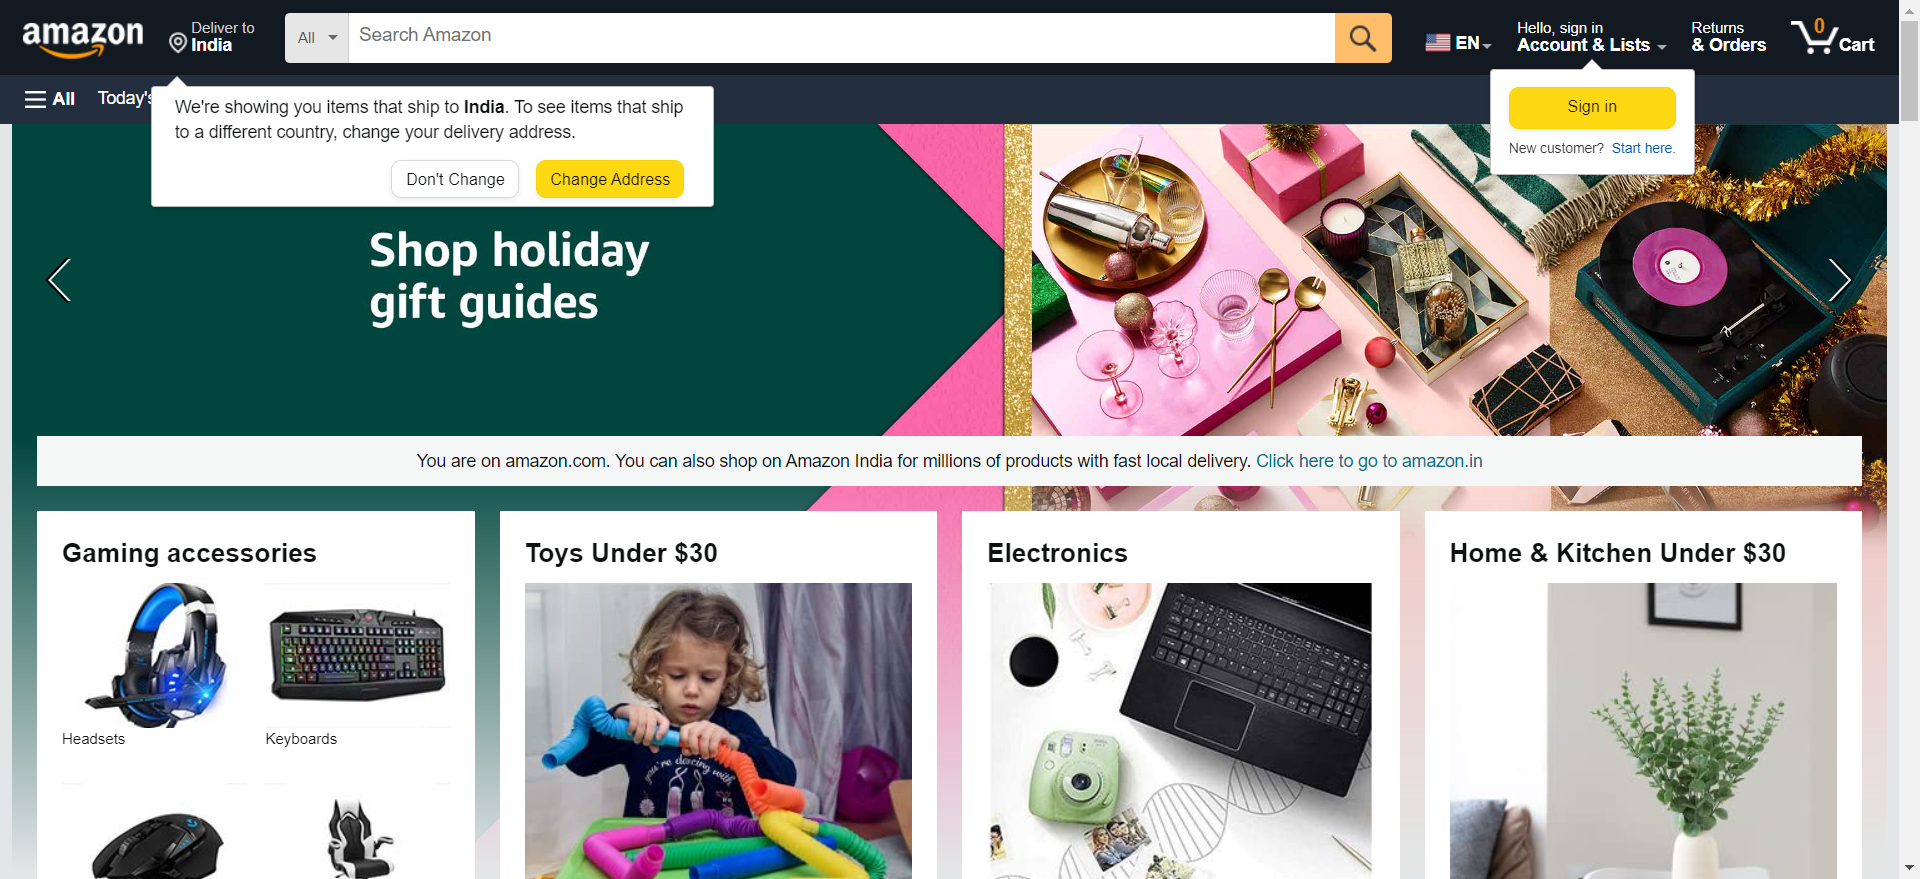 amazon
Deliver to
India
All
Search Amazon
EN
Hello, sign in
Account & Lists
Returns
& Orders
0
Cart
All
Today's
We're showing you items that ship to India. To see items that ship
to a different country, change your delivery address.
Don't Change
Change Address
Sign in
New customer? Start here.
Shop holiday
gift guides
You are on amazon.com. You can also shop on Amazon India for millions of products with fast local delivery. Click here to go to amazon.in
Gaming accessories
Headsets
Keyboards
Toys Under $30
you're dancing with
Electronics
Home & Kitchen Under $30